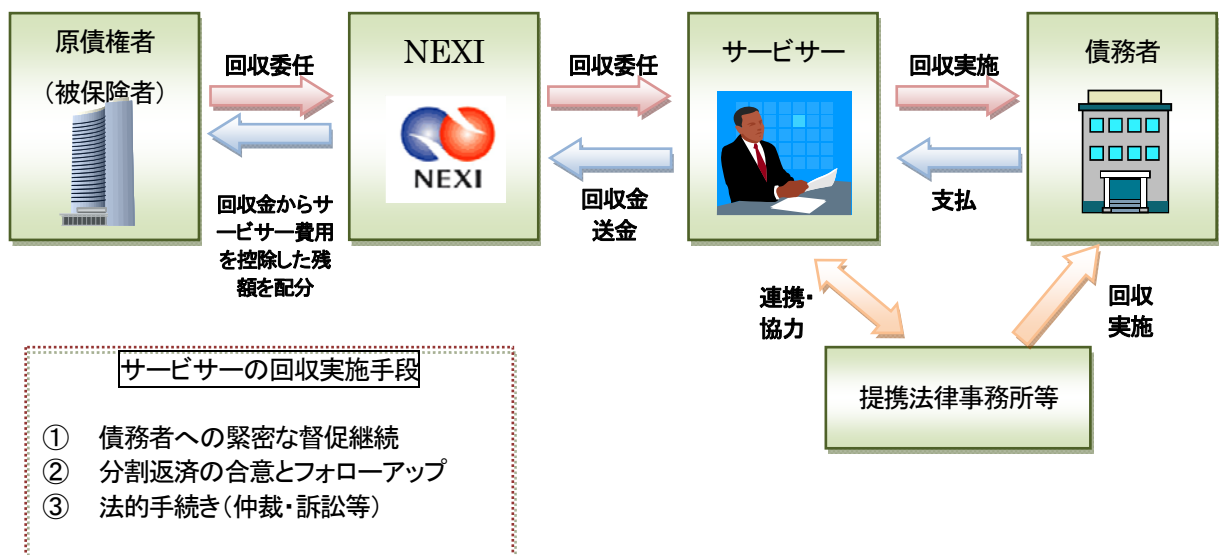 原債権者
(被保険者)
回収委任
回収金からサ
ービサー費用
を控除した残
額を配分
NEXI
NEXI
回収委任
回収金
送金
サービサー
回収実施
支払
債務者
連携・
協力
回収
実施
提携法律事務所等
サービサーの回収実施手段
① 債務者への緊密な督促継続
② 分割返済の合意とフォローアップ
③ 法的手続き(仲裁・訴訟等)